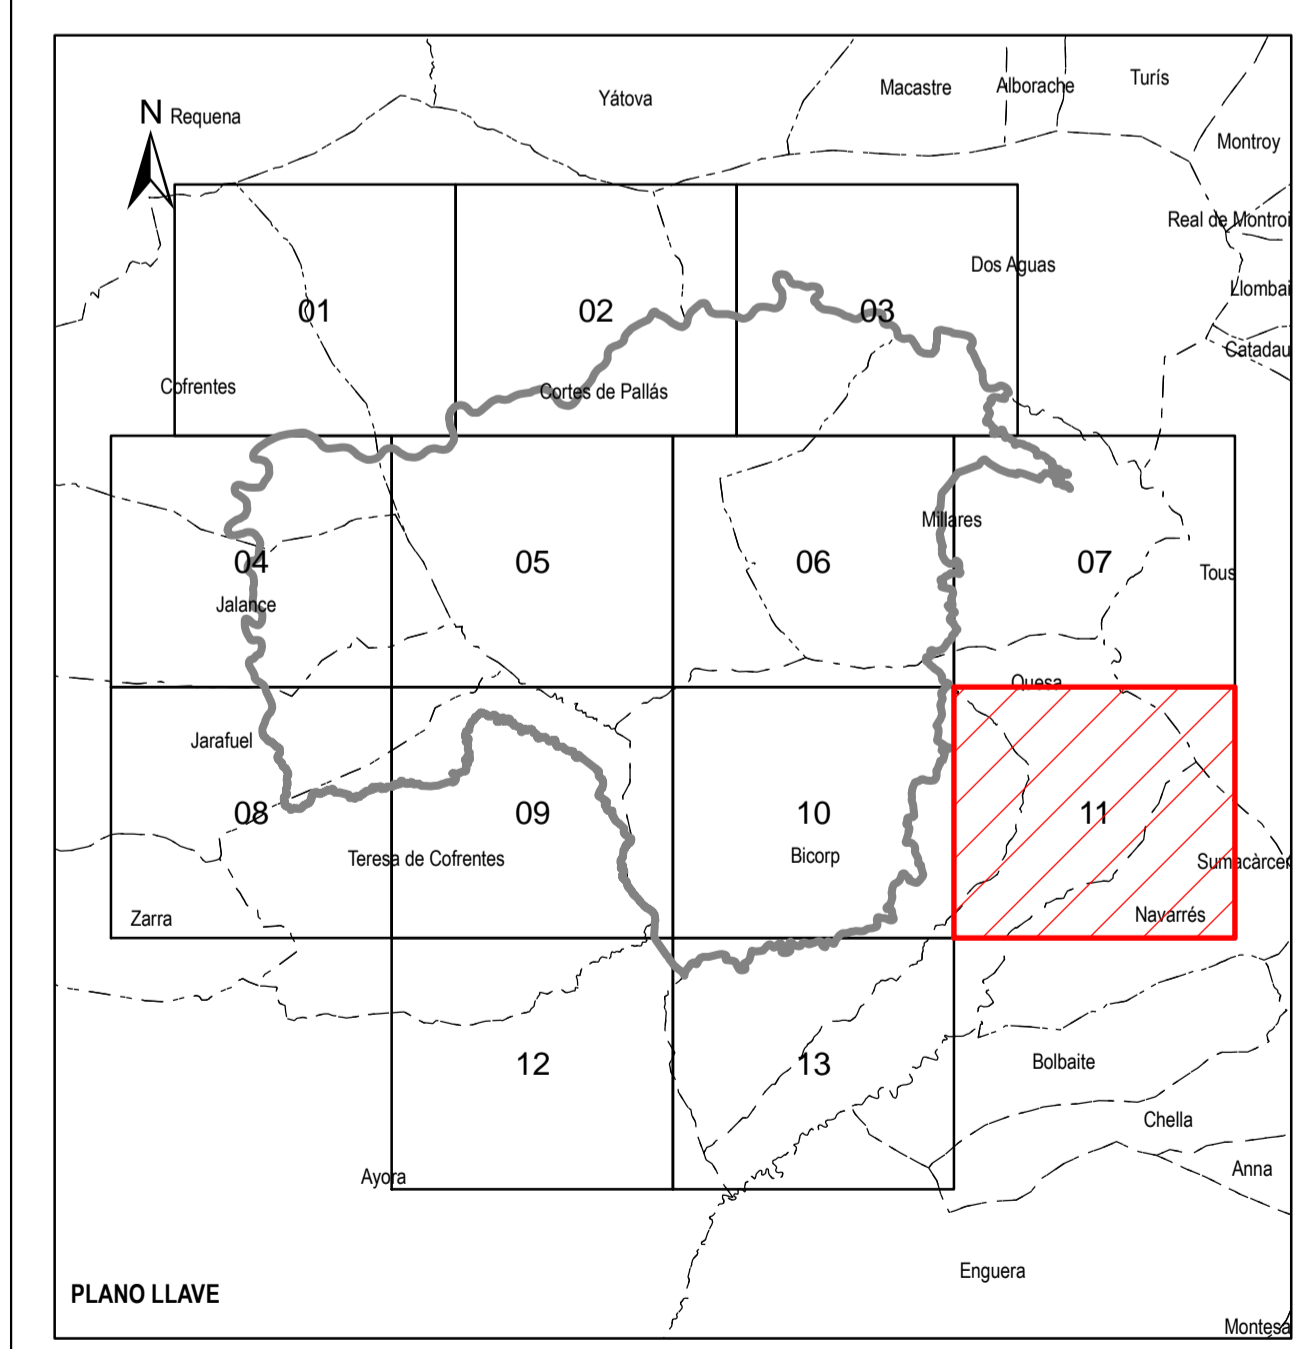 Turís
Macastre
Alborache
Yátova
N
Requena
Montroy
Real de Montroi
Dos Aguas
Llombai
01
02
03
Catadau
Cofrentes
Cortes de Pallás
Millares
04
05
06
07
Tous
Jalance
Quesa
Jarafuel
08
09
10
11
Bicorp
Teresa de Cofrentes
Sumacàrcer
Zarra
Navarrés
12
13
Bolbaite
Chella
Anna
Ayora
Enguera
PLANO LLAVE
Montesa